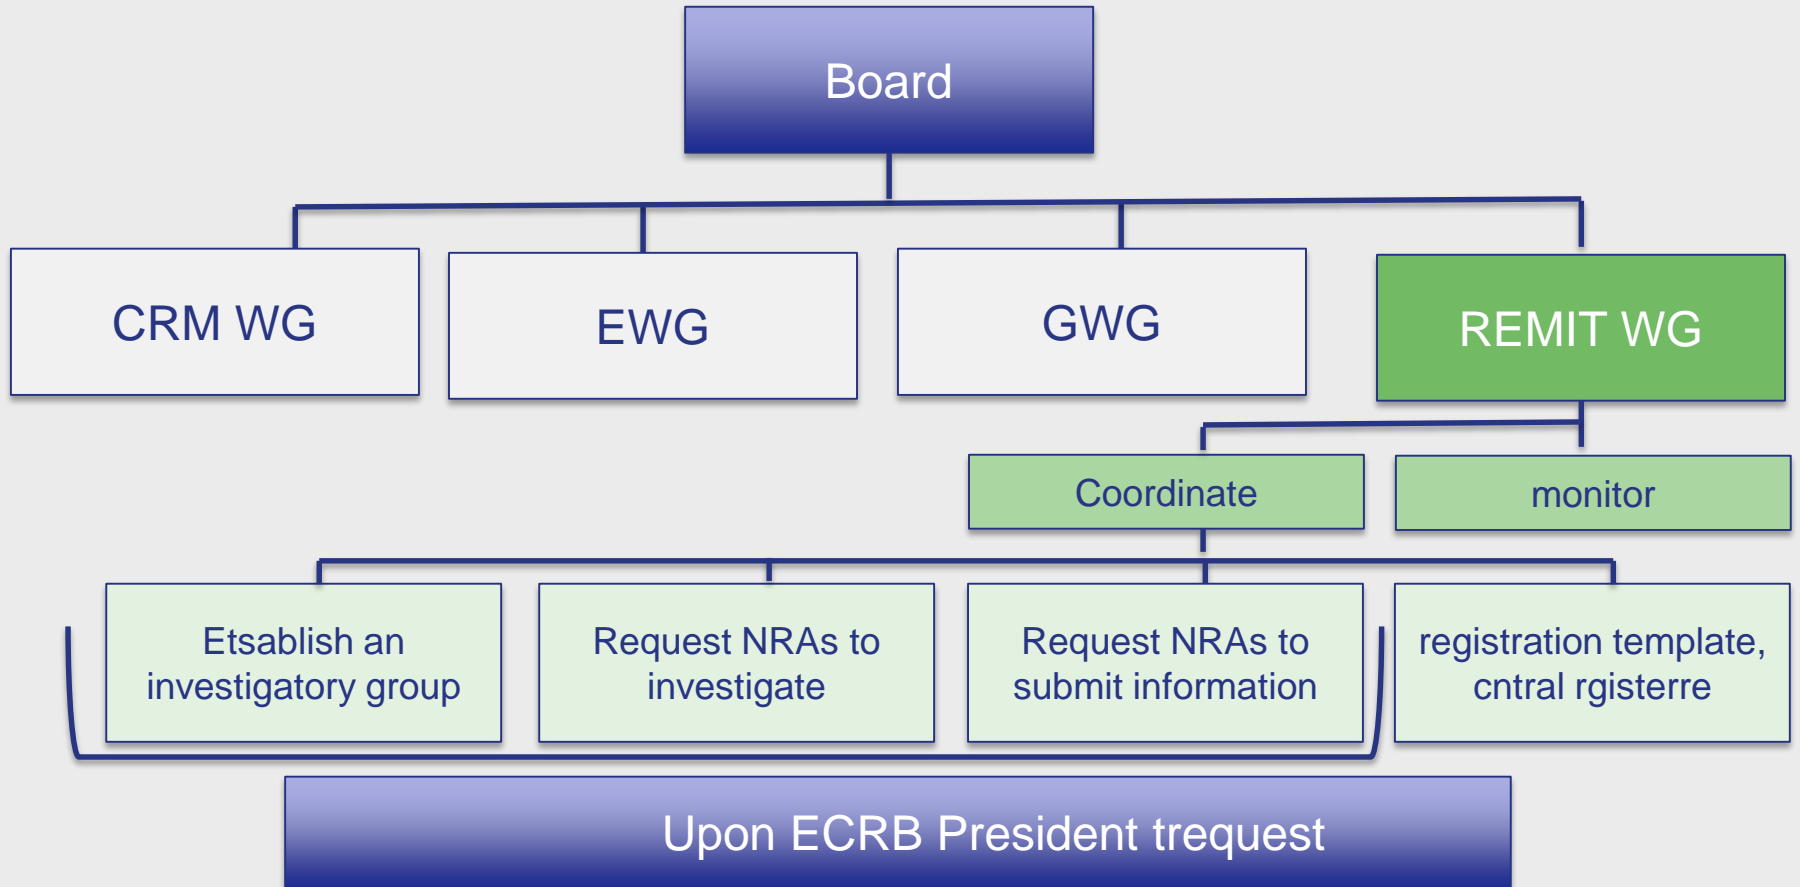 Board
CRM WG
EWG
GWG
REMIT WG
Coordinate
monitor
Etsablish an
investigatory group
Request NRAs to
investigate
Request NRAs to
submit information
registration template,
cntral rgisterre
Upon ECRB President trequest